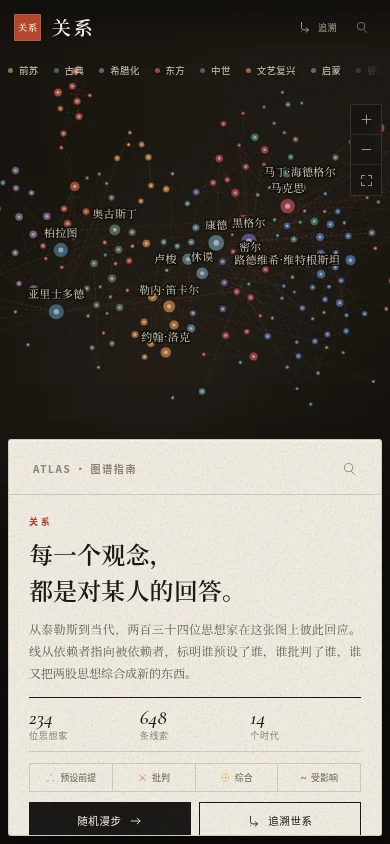 关系
关系
追溯
前苏
古典
希腊化
东方
中世
文艺复兴
启蒙
马丁·海德格尔
马克思
奥古斯丁
康德
黑格尔
柏拉图
密尔
卢梭
休谟
路德维希·维特根斯坦
亚里士多德
勒内·笛卡尔
约翰·洛克
ATLAS · 图谱指南
关系
每一个观念，
都是对某人的回答。
从泰勒斯到当代，两百三十四位思想家在这张图上彼此回应。
线从依赖者指向被依赖者，标明谁预设了谁，谁批判了谁，谁
又把两股思想综合成新的东西。
234
位思想家
648
条线索
14
个时代
预设前提
批判
综合
~ 受影响
随机漫步 →
追溯世系